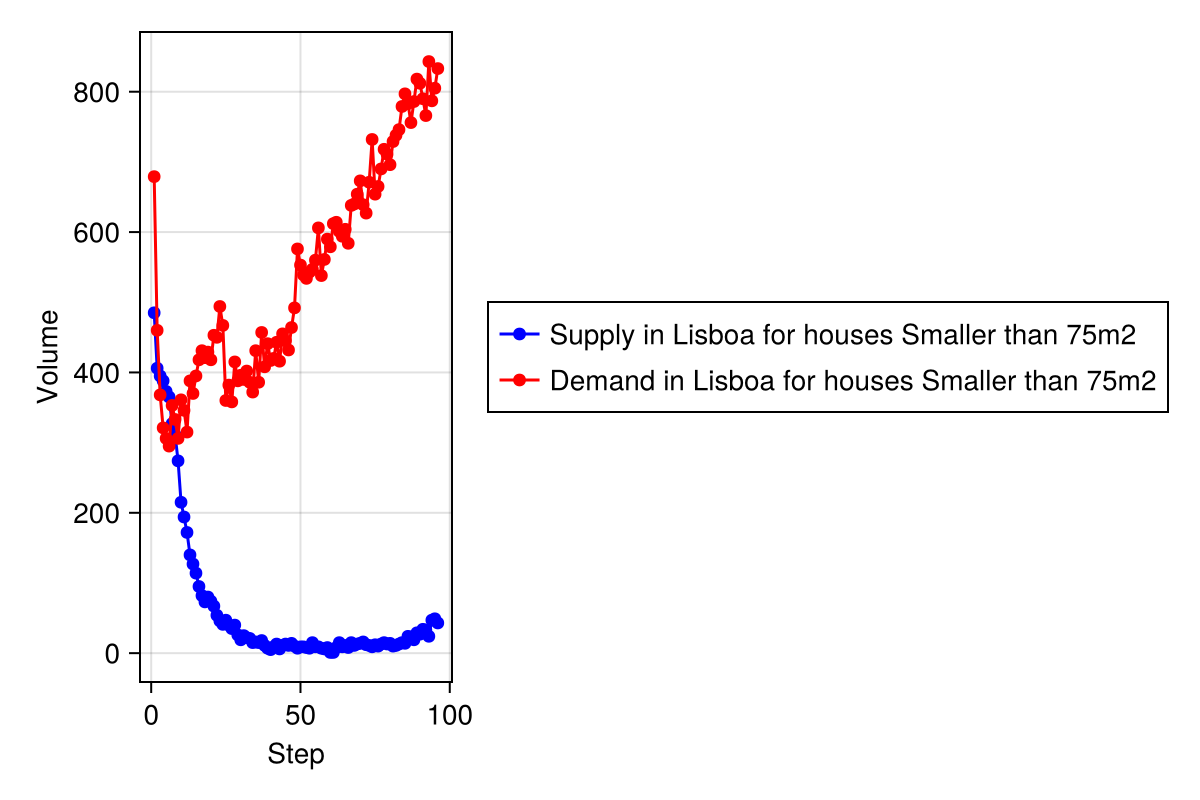 Volume
800
600
400
200
0
0 50 100
Step
Supply in Lisboa for houses Smaller than 75m2
Demand in Lisboa for houses Smaller than 75m2